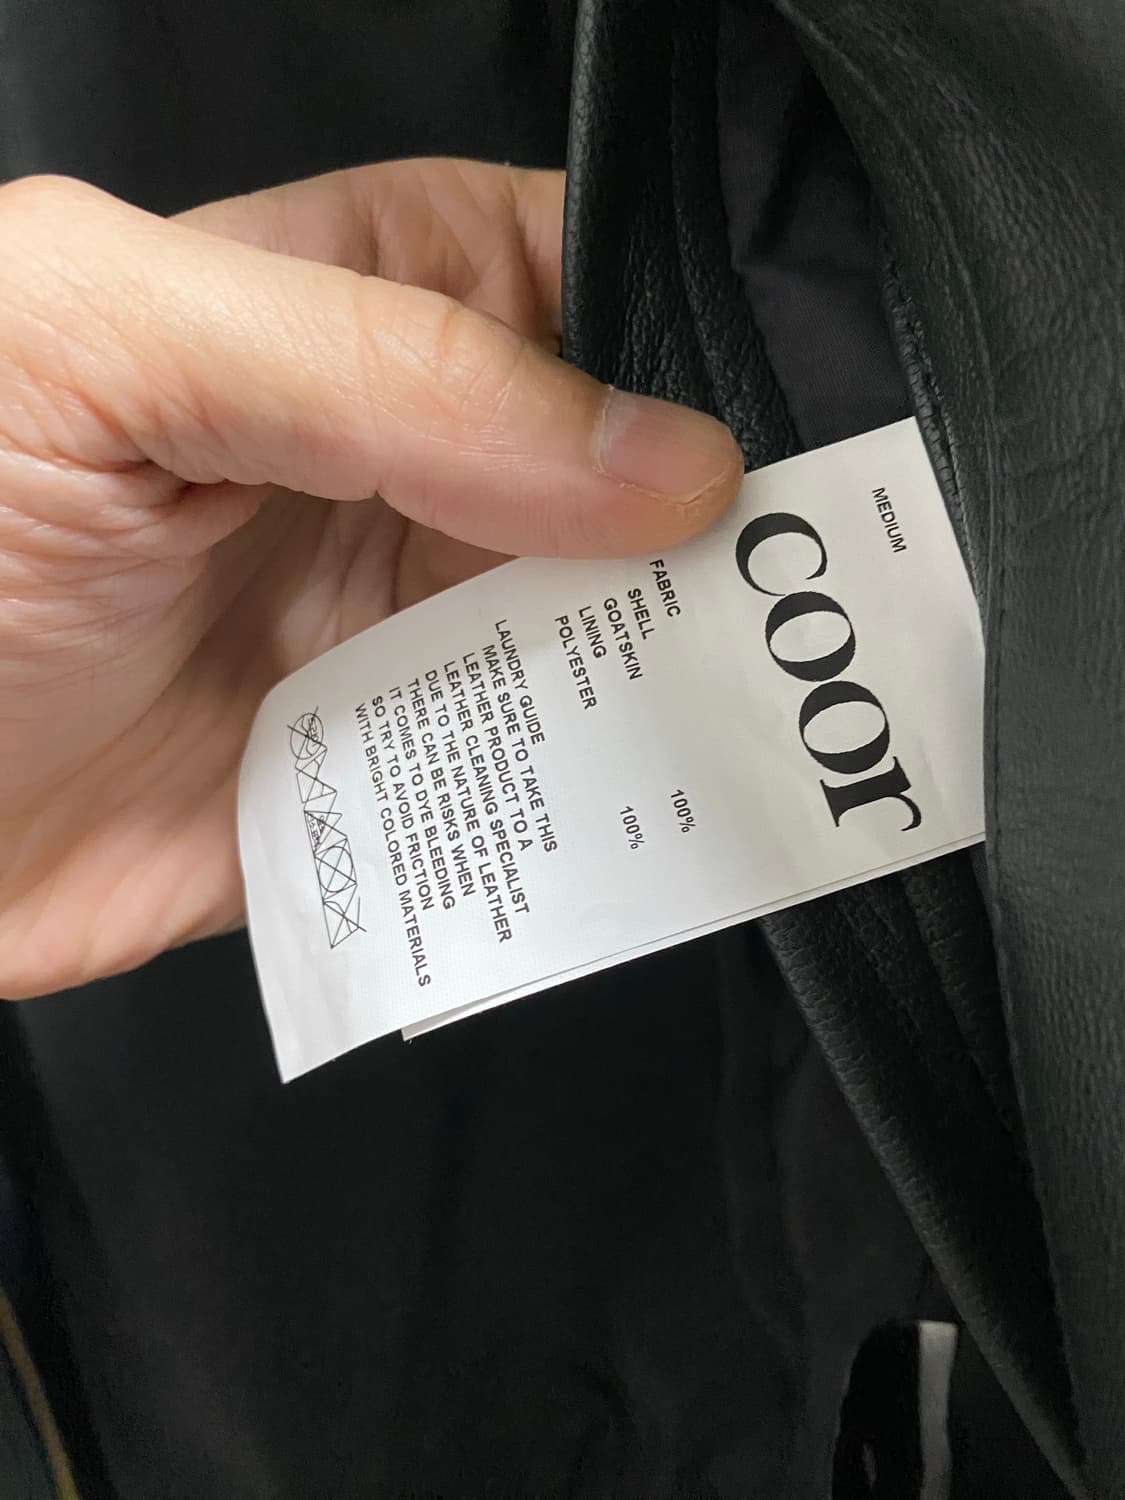 MEDIUM
coor
FABRIC
SHELL
GOATSKIN 100%
LINING
POLYESTER 100%
LAUNDRY GUIDE
MAKE SURE TO TAKE THIS
LEATHER PRODUCT TO A
LEATHER CLEANING SPECIALIST
DUE TO THE NATURE OF LEATHER
THERE CAN BE RISKS WHEN
IT COMES TO DYE BLEEDING
SO TRY TO AVOID FRICTION
WITH BRIGHT COLORED MATERIALS